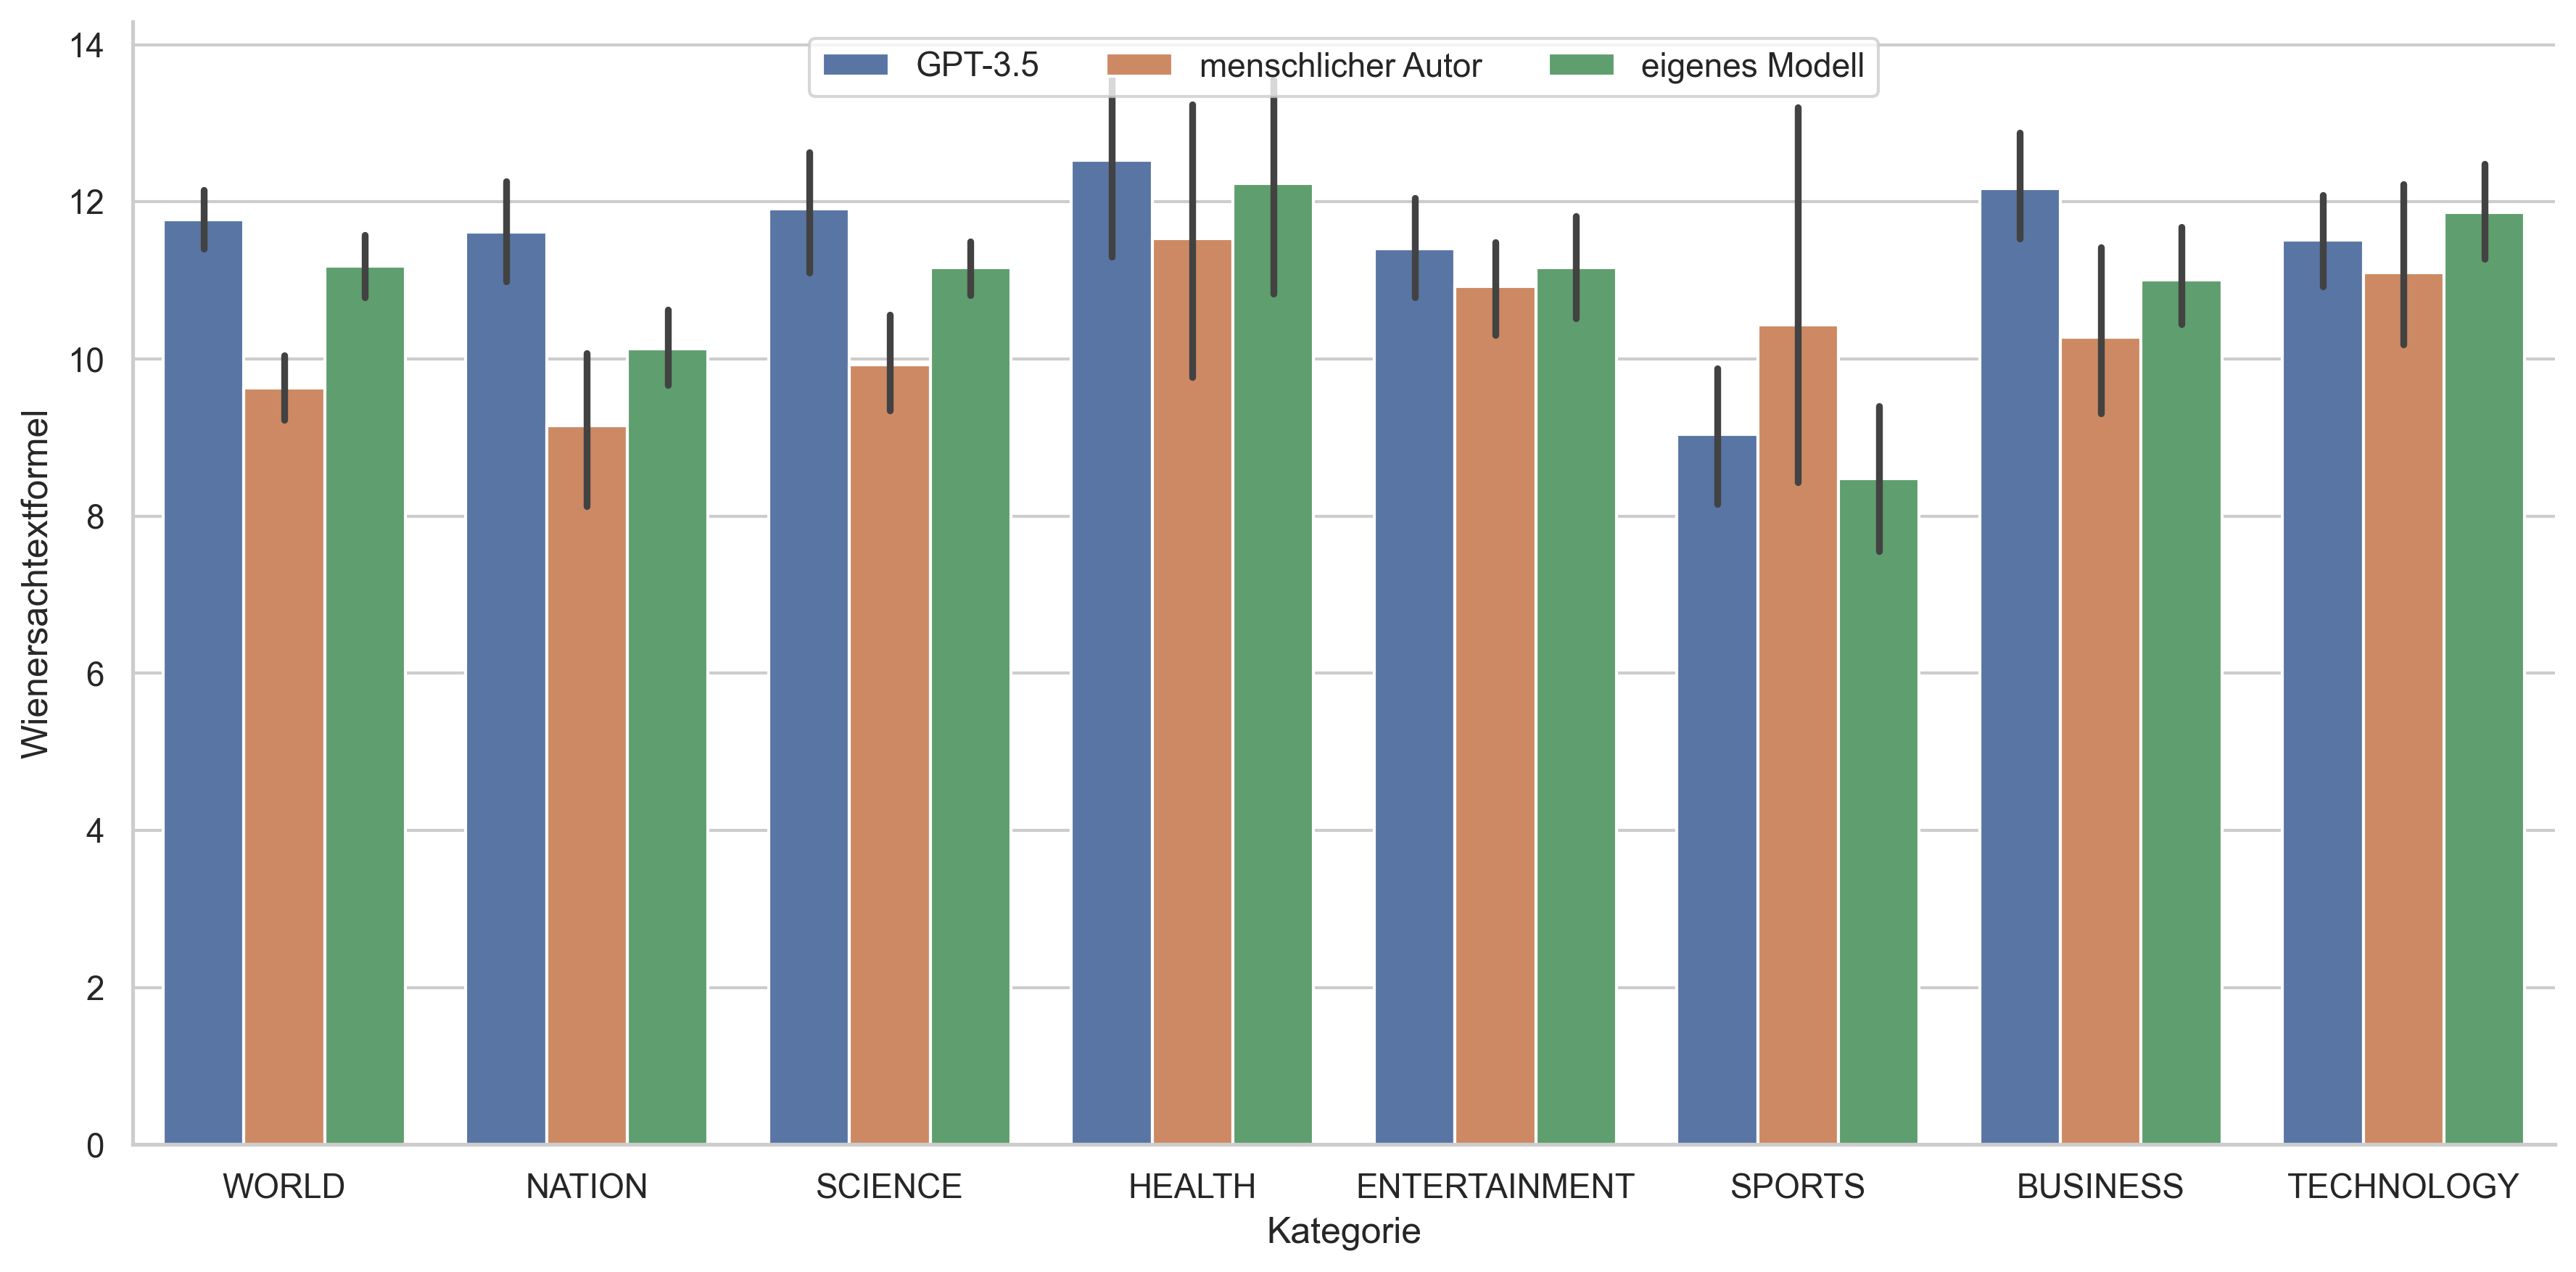 14
12
10
8
6
4
2
0
Wienersachtextformel
GPT-3.5 menschlicher Autor eigenes Modell
WORLD NATION SCIENCE HEALTH ENTERTAINMENT SPORTS BUSINESS TECHNOLOGY
Kategorie